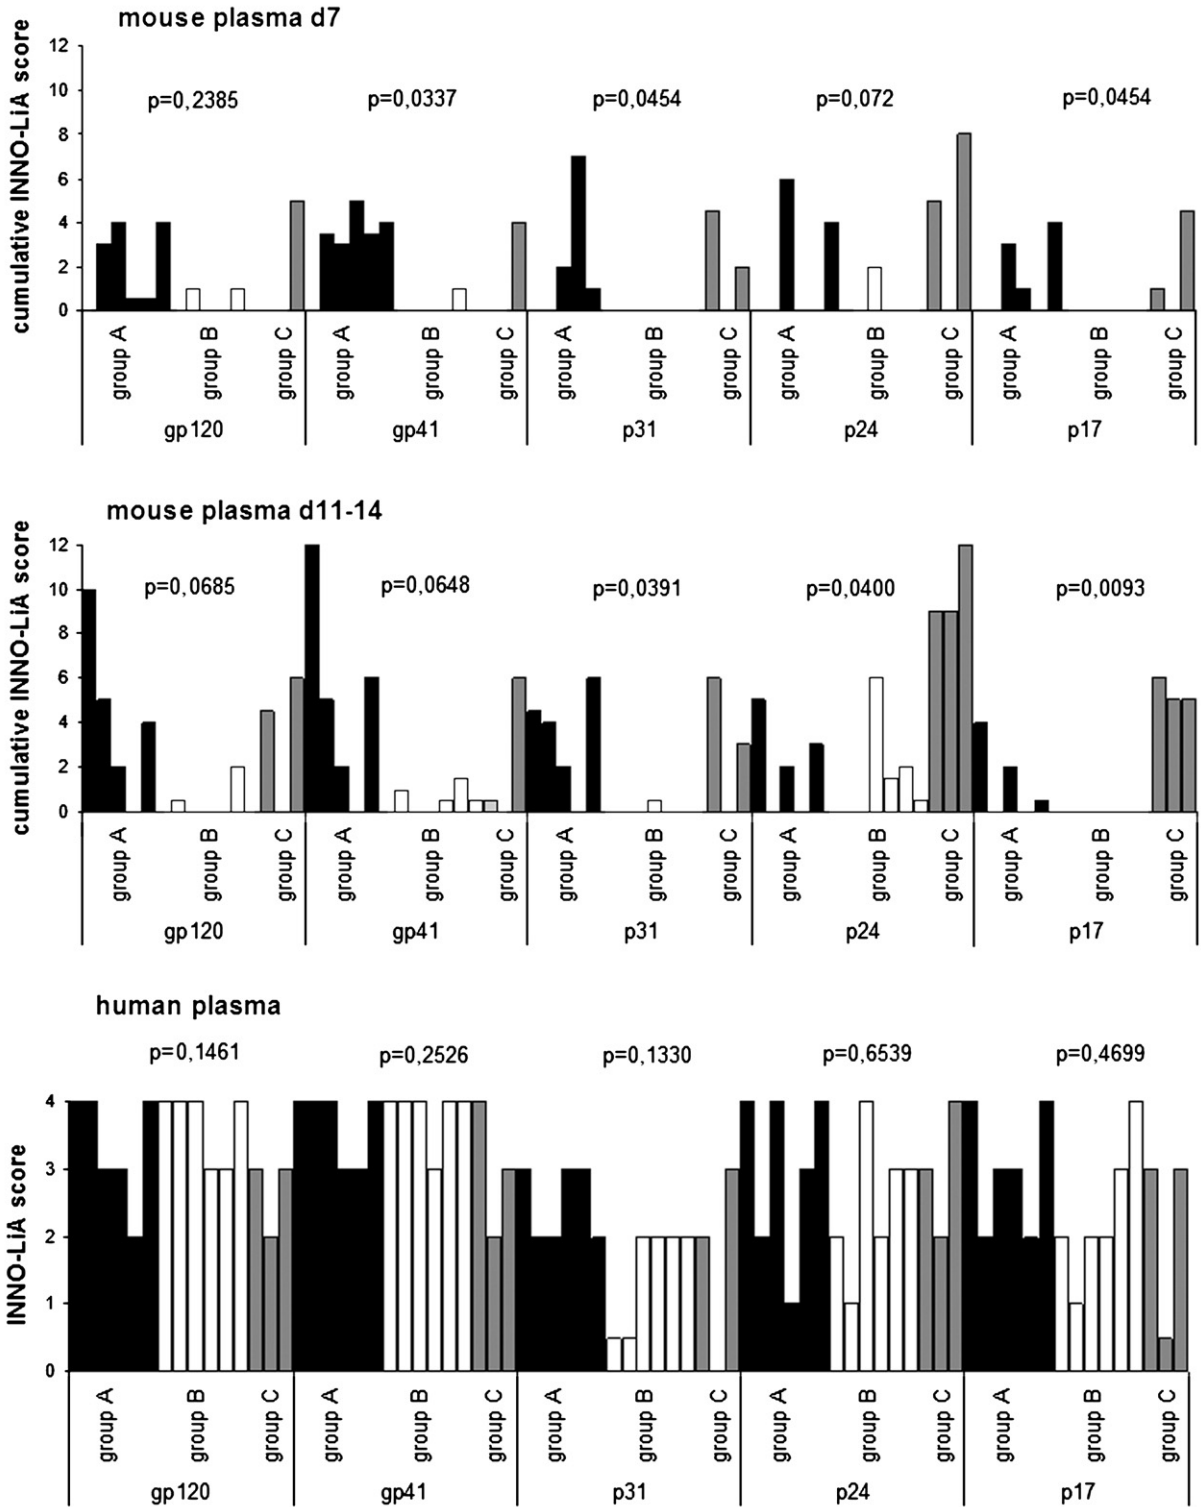 mouse plasma d7
cumulative INNO-LiA score
12
10
8
6
4
2
0
p=0,2385 p=0,0337 p=0,0454 p=0,072 p=0,0454
group A group B group C group A group B group C group A group B group C group A group B group C group A group B group C
gp120 gp41 p31 p24 p17
mouse plasma d11-14
cumulative INNO-LiA score
12
10
8
6
4
2
0
p=0,0685 p=0,0648 p=0,0391 p=0,0400 p=0,0093
group A group B group C group A group B group C group A group B group C group A group B group C group A group B group C
gp120 gp41 p31 p24 p17
human plasma
p=0,1461 p=0,2526 p=0,1330 p=0,6539 p=0,4699
INNO-LiA score
4
3
2
1
0
group A group B group C group A group B group C group A group B group C group A group B group C group A group B group C
gp120 gp41 p31 p24 p17